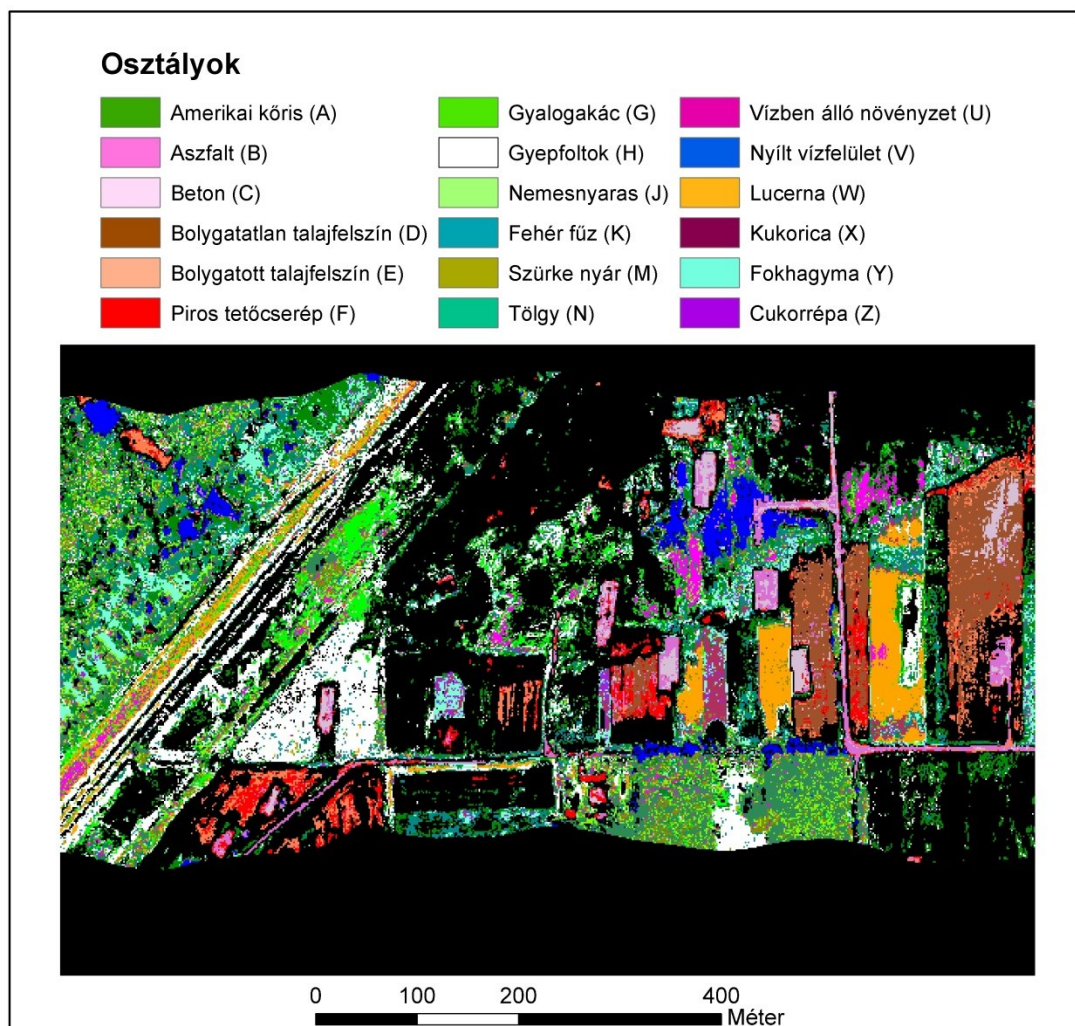 Osztályok
Amerikai kőris (A)
Aszfalt (B)
Beton (C)
Bolygatatlan talajfelszín (D)
Bolygatott talajfelszín (E)
Piros tetőcserép (F)
Gyalogakác (G)
Gyepfoltok (H)
Nemesnyaras (J)
Fehér fűz (K)
Szürke nyár (M)
Tölgy (N)
Vízben álló növényzet (U)
Nyílt vízfelület (V)
Lucerna (W)
Kukorica (X)
Fokhagyma (Y)
Cukorrépa (Z)
0 100 200 400
Méter